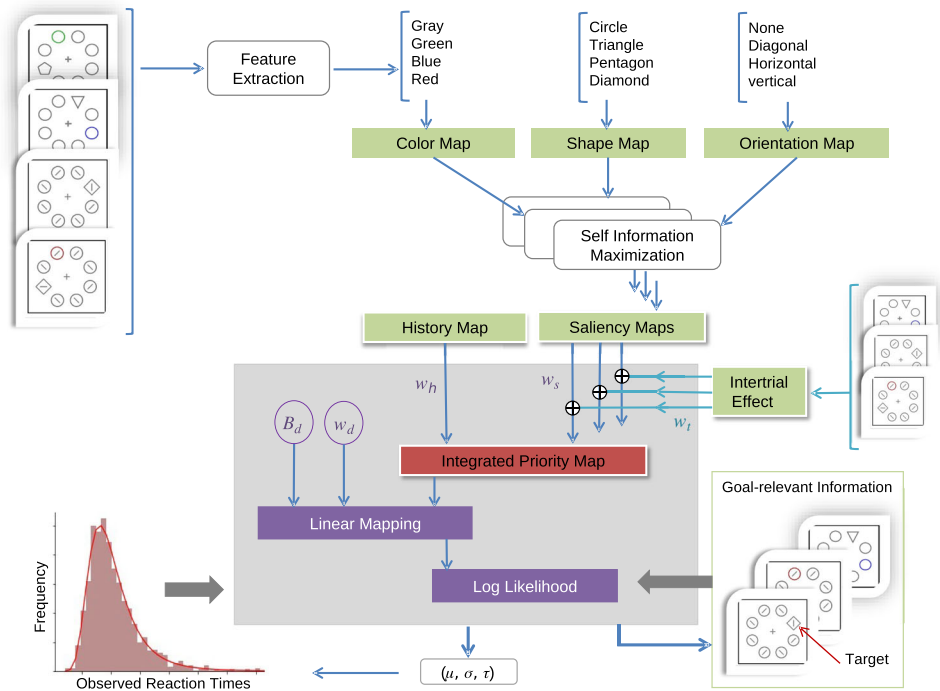 Feature
Extraction
Gray
Green
Blue
Red
Circle
Triangle
Pentagon
Diamond
None
Diagonal
Horizontal
vertical
Color Map
Shape Map
Orientation Map
Self Information
Maximization
History Map
Saliency Maps
Intertrial
Effect
w_h
w_s
w_t
B_d
w_d
Integrated Priority Map
Linear Mapping
Log Likelihood
Goal-relevant Information
Target
Frequency
Observed Reaction Times
(μ, σ, τ)